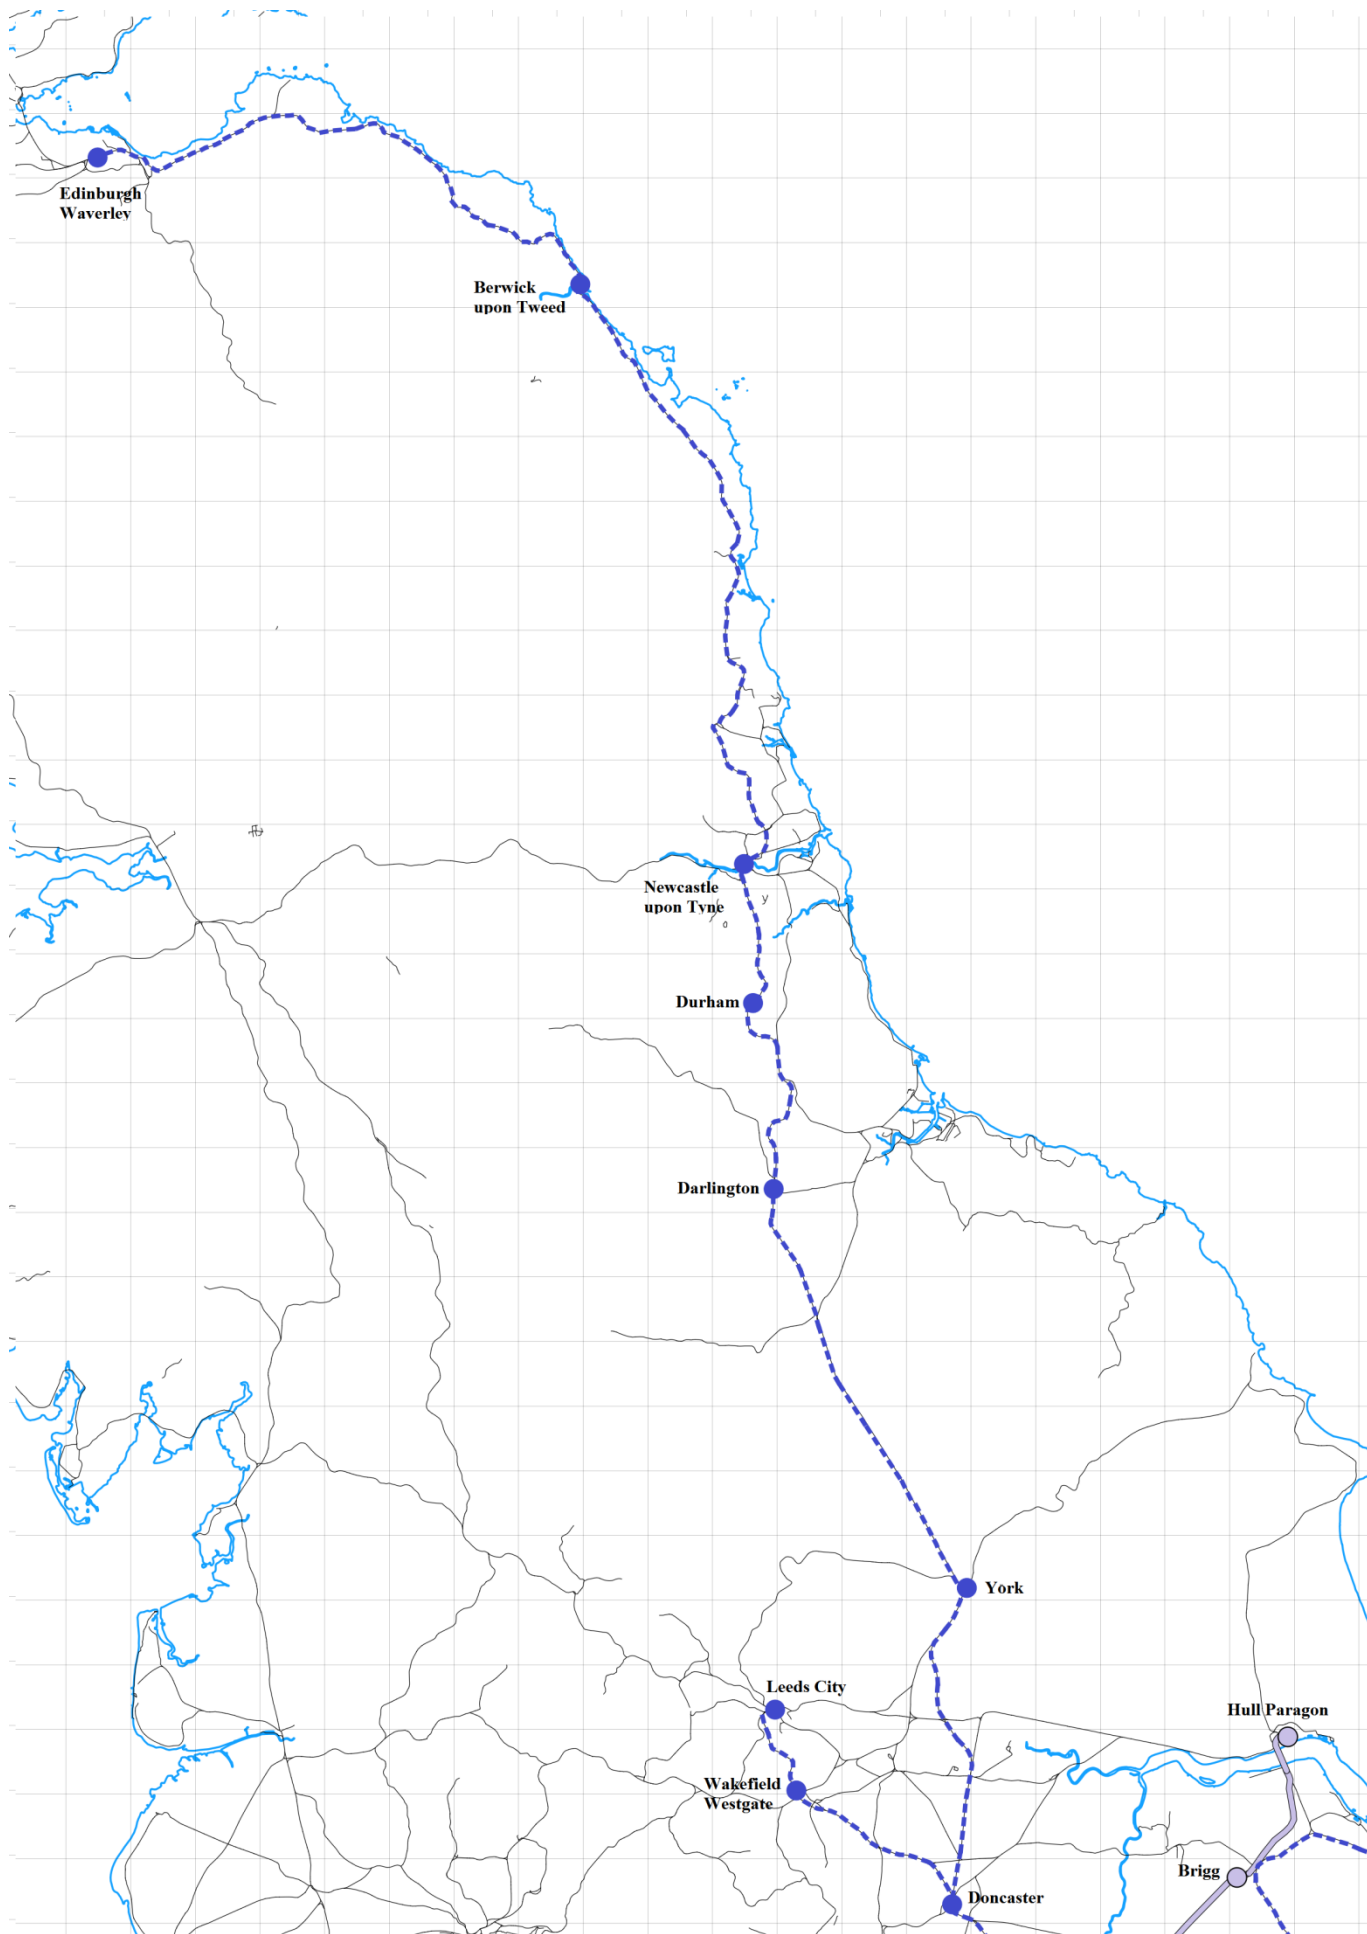 Edinburgh
Waverley
Berwick
upon Tweed
Newcastle
upon Tyne
Durham
Darlington
York
Leeds City
Hull Paragon
Wakefield
Westgate
Brigg
Doncaster